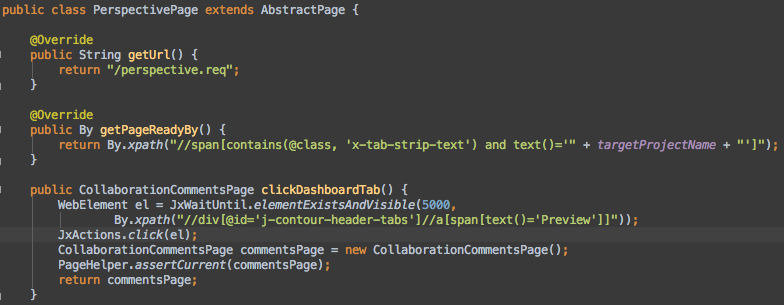 public class PerspectivePage extends AbstractPage {
@Override
public String getUrl() {
return "/perspective.req";
}
@Override
public By getPageReadyBy() {
return By.xpath("//span[contains(@class, 'x-tab-strip-text') and text()='" + targetProjectName + "']");
}
public CollaborationCommentsPage clickDashboardTab() {
WebElement el = JxWaitUntil.elementExistsAndVisible(5000,
By.xpath("//div[@id='j-contour-header-tabs']//a[span[text()='Preview']]"));
JxActions.click(el);
CollaborationCommentsPage commentsPage = new CollaborationCommentsPage();
PageHelper.assertCurrent(commentsPage);
return commentsPage;
}